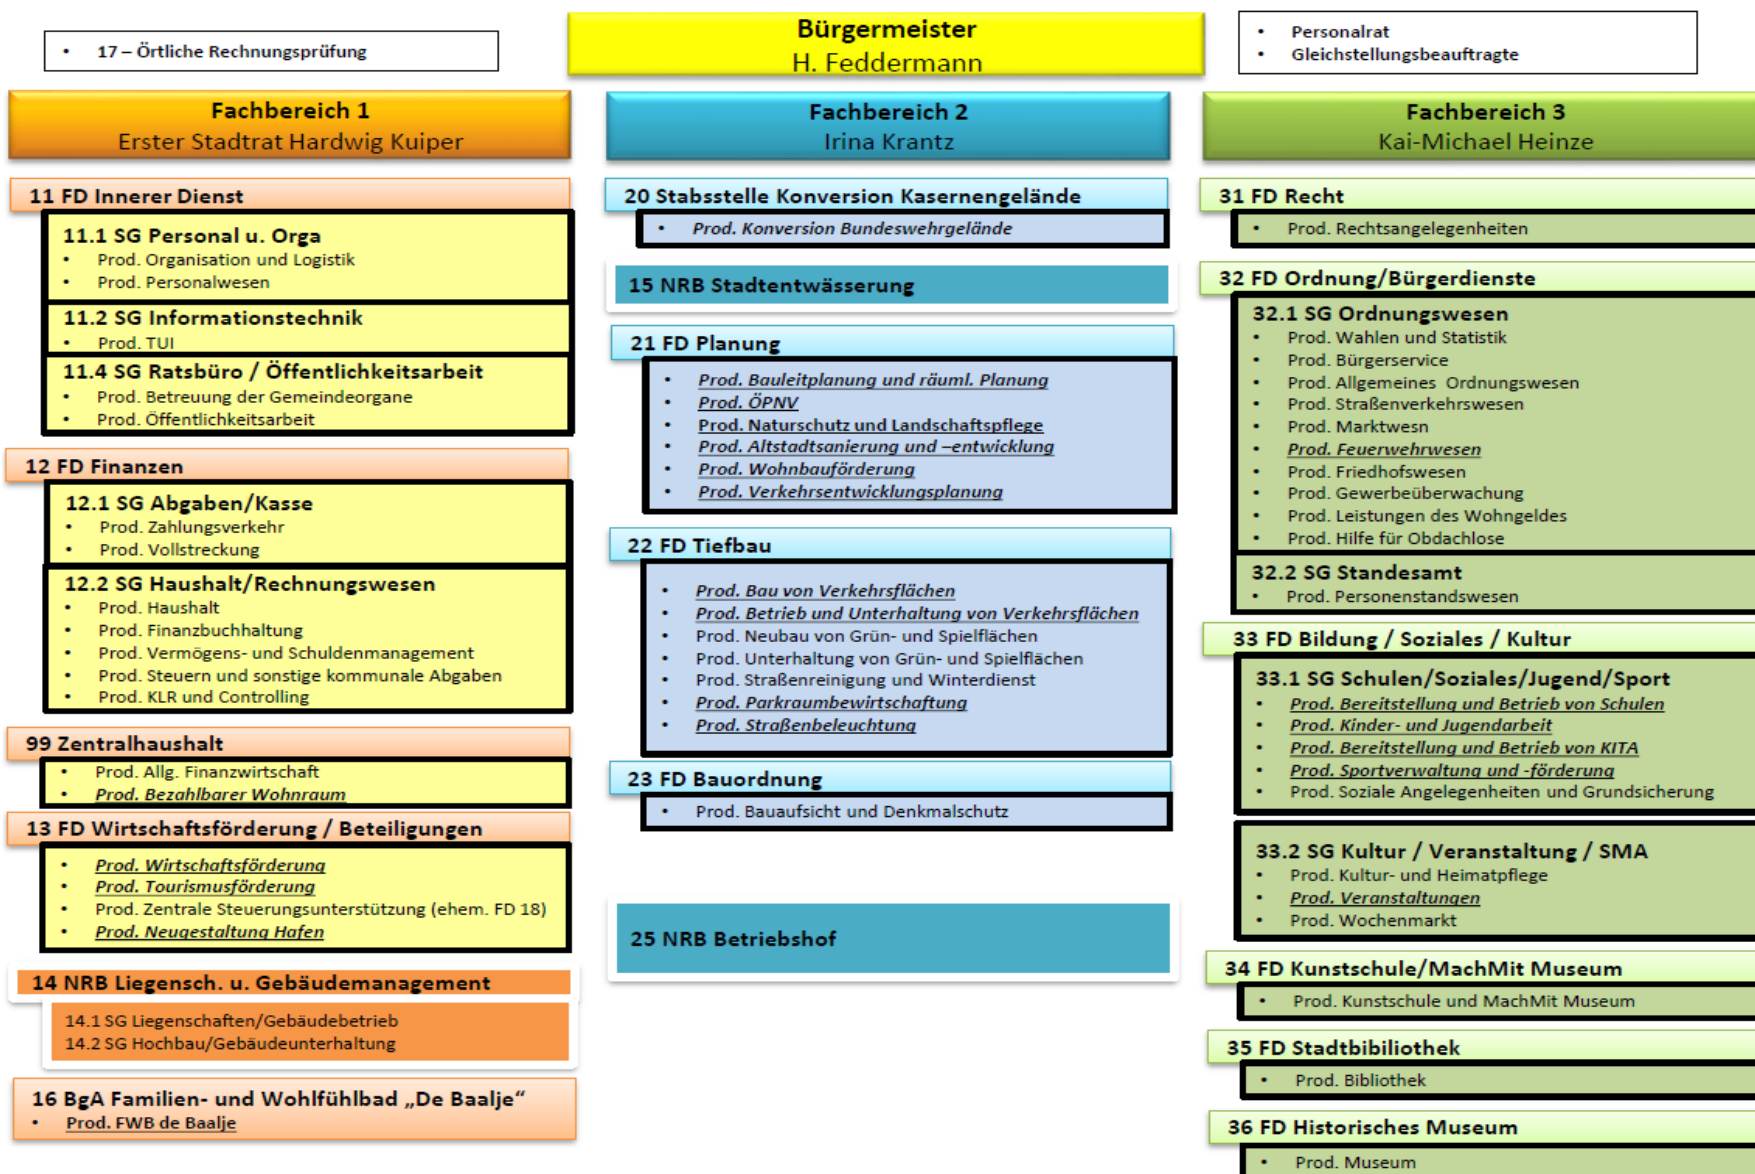 • 17 – Örtliche Rechnungsprüfung
Bürgermeister
H. Feddermann
• Personalrat
• Gleichstellungsbeauftragte
Fachbereich 1
Erster Stadtrat Hardwig Kuiper
11 FD Innerer Dienst
11.1 SG Personal u. Orga
• Prod. Organisation und Logistik
• Prod. Personalwesen
11.2 SG Informationstechnik
• Prod. TUI
11.4 SG Ratsbüro / Öffentlichkeitsarbeit
• Prod. Betreuung der Gemeindeorgane
• Prod. Öffentlichkeitsarbeit
12 FD Finanzen
12.1 SG Abgaben/Kasse
• Prod. Zahlungsverkehr
• Prod. Vollstreckung
12.2 SG Haushalt/Rechnungswesen
• Prod. Haushalt
• Prod. Finanzbuchhaltung
• Prod. Vermögens- und Schuldenmanagement
• Prod. Steuern und sonstige kommunale Abgaben
• Prod. KLR und Controlling
99 Zentralhaushalt
• Prod. Allg. Finanzwirtschaft
• Prod. Bezahlbarer Wohnraum
13 FD Wirtschaftsförderung / Beteiligungen
• Prod. Wirtschaftsförderung
• Prod. Tourismusförderung
• Prod. Zentrale Steuerungsunterstützung (ehem. FD 18)
• Prod. Neugestaltung Hafen
14 NRB Liegensch. u. Gebäudemanagement
14.1 SG Liegenschaften/Gebäudebetrieb
14.2 SG Hochbau/Gebäudeunterhaltung
16 BgA Familien- und Wohlfühlbad „De Baalje“
• Prod. FWB de Baalje
Fachbereich 2
Irina Krantz
20 Stabsstelle Konversion Kasernengelände
• Prod. Konversion Bundeswehrgelände
15 NRB Stadtentwässerung
21 FD Planung
• Prod. Bauleitplanung und räuml. Planung
• Prod. ÖPNV
• Prod. Naturschutz und Landschaftspflege
• Prod. Altstadtsanierung und –entwicklung
• Prod. Wohnbauförderung
• Prod. Verkehrsentwicklungsplanung
22 FD Tiefbau
• Prod. Bau von Verkehrsflächen
• Prod. Betrieb und Unterhaltung von Verkehrsflächen
• Prod. Neubau von Grün- und Spielflächen
• Prod. Unterhaltung von Grün- und Spielflächen
• Prod. Straßenreinigung und Winterdienst
• Prod. Parkraumbewirtschaftung
• Prod. Straßenbeleuchtung
23 FD Bauordnung
• Prod. Bauaufsicht und Denkmalschutz
25 NRB Betriebshof
Fachbereich 3
Kai-Michael Heinze
31 FD Recht
• Prod. Rechtsangelegenheiten
32 FD Ordnung/Bürgerdienste
32.1 SG Ordnungswesen
• Prod. Wahlen und Statistik
• Prod. Bürgerservice
• Prod. Allgemeines Ordnungswesen
• Prod. Straßenverkehrswesen
• Prod. Marktwesn
• Prod. Feuerwehrwesen
• Prod. Friedhofswesen
• Prod. Gewerbeüberwachung
• Prod. Leistungen des Wohngeldes
• Prod. Hilfe für Obdachlose
32.2 SG Standesamt
• Prod. Personenstandswesen
33 FD Bildung / Soziales / Kultur
33.1 SG Schulen/Soziales/Jugend/Sport
• Prod. Bereitstellung und Betrieb von Schulen
• Prod. Kinder- und Jugendarbeit
• Prod. Bereitstellung und Betrieb von KITA
• Prod. Sportverwaltung und -förderung
• Prod. Soziale Angelegenheiten und Grundsicherung
33.2 SG Kultur / Veranstaltung / SMA
• Prod. Kultur- und Heimatpflege
• Prod. Veranstaltungen
• Prod. Wochenmarkt
34 FD Kunstschule/MachMit Museum
• Prod. Kunstschule und MachMit Museum
35 FD Stadtbibiliothek
• Prod. Bibliothek
36 FD Historisches Museum
• Prod. Museum